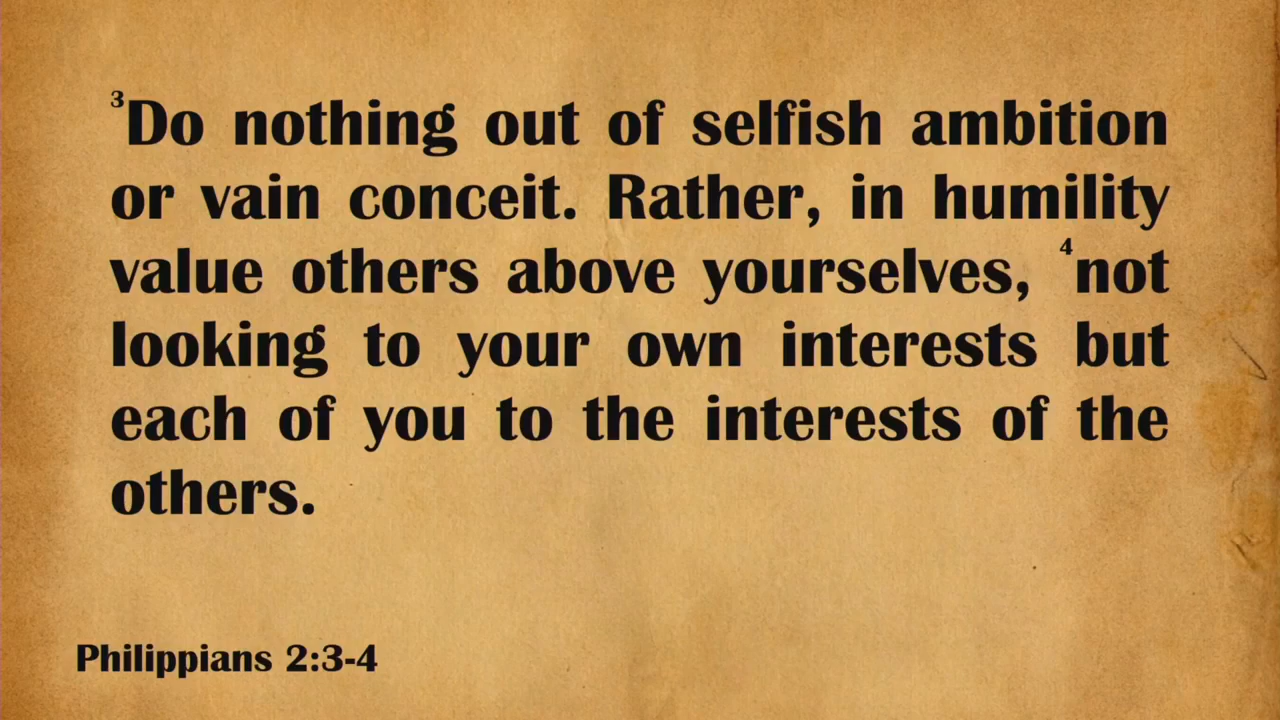 ³Do nothing out of selfish ambition
or vain conceit. Rather, in humility
value others above yourselves, ⁴not
looking to your own interests but
each of you to the interests of the
others.
Philippians 2:3-4